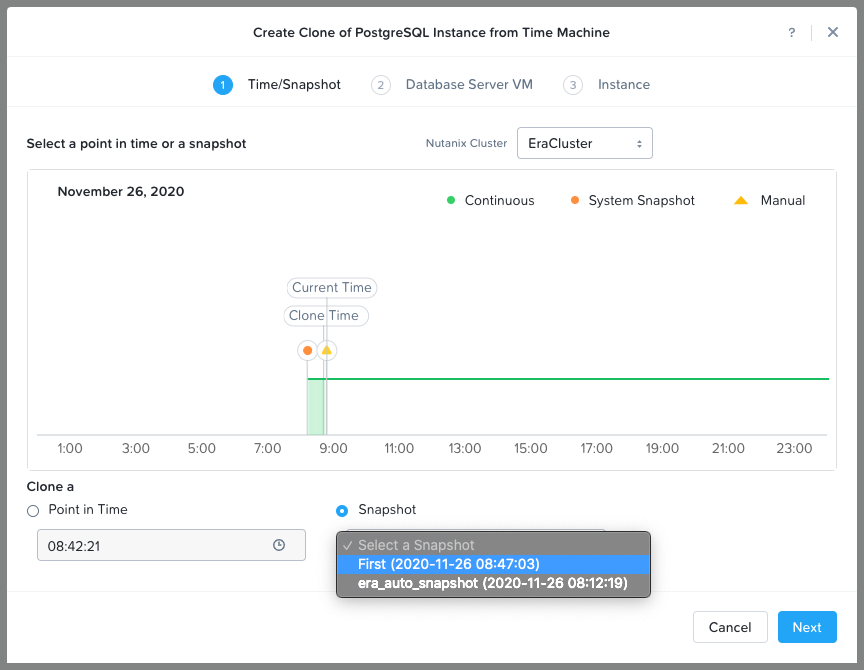 Create Clone of PostgreSQL Instance from Time Machine
?
1 Time/Snapshot 2 Database Server VM 3 Instance
Select a point in time or a snapshot
Nutanix Cluster EraCluster
November 26, 2020
Continuous System Snapshot Manual
Current Time
Clone Time
1:00 3:00 5:00 7:00 9:00 11:00 13:00 15:00 17:00 19:00 21:00 23:00
Clone a
Point in Time Snapshot
08:42:21
Select a Snapshot
First (2020-11-26 08:47:03)
era_auto_snapshot (2020-11-26 08:12:19)
Cancel Next